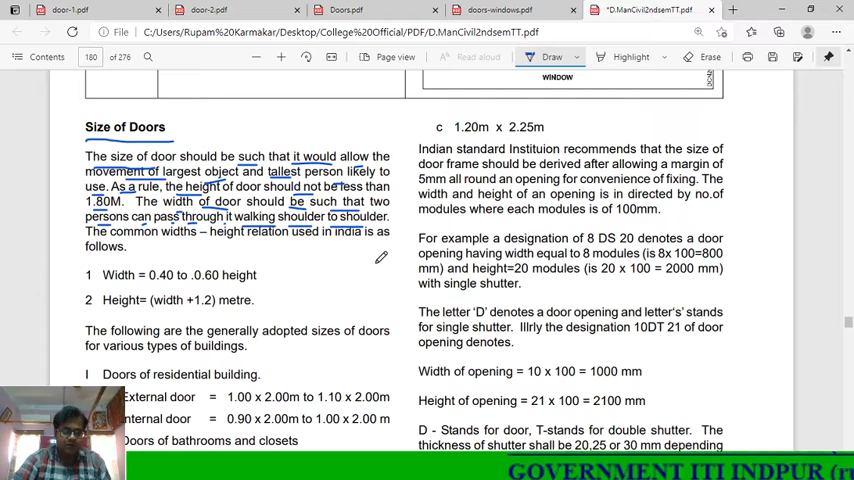 door-1.pdf
door-2.pdf
Doors.pdf
doors-windows.pdf
*D.ManCivil2ndsemTT.pdf
File
C:/Users/Rupam%20Karmakar/Desktop/College%20Official/PDF/D.ManCivil2ndsemTT.pdf
Contents
180
of 276
Page view
Read aloud
Draw
Highlight
Erase
WINDOW
Size of Doors
The size of door should be such that it would allow the
movement of largest object and tallest person likely to
use. As a rule, the height of door should not be less than
1.80M. The width of door should be such that two
persons can pass through it walking shoulder to shoulder.
The common widths – height relation used in india is as
follows.
1 Width = 0.40 to .0.60 height
2 Height= (width +1.2) metre.
The following are the generally adopted sizes of doors
for various types of buildings.
I Doors of residential building.
External door = 1.00 x 2.00m to 1.10 x 2.00m
nternal door = 0.90 x 2.00m to 1.00 x 2.00 m
Doors of bathrooms and closets
c 1.20m x 2.25m
Indian standard Instituion recommends that the size of
door frame should be derived after allowing a margin of
5mm all round an opening for convenience of fixing. The
width and height of an opening is in directed by no.of
modules where each modules is of 100mm.
For example a designation of 8 DS 20 denotes a door
opening having width equal to 8 modules (is 8x 100=800
mm) and height=20 modules (is 20 x 100 = 2000 mm)
with single shutter.
The letter 'D' denotes a door opening and letter's' stands
for single shutter. Illrly the designation 10DT 21 of door
opening denotes.
Width of opening = 10 x 100 = 1000 mm
Height of opening = 21 x 100 = 2100 mm
D - Stands for door, T-stands for double shutter. The
thickness of shutter shall be 20,25 or 30 mm depending
GOVERNMENT ITI INDPUR (r